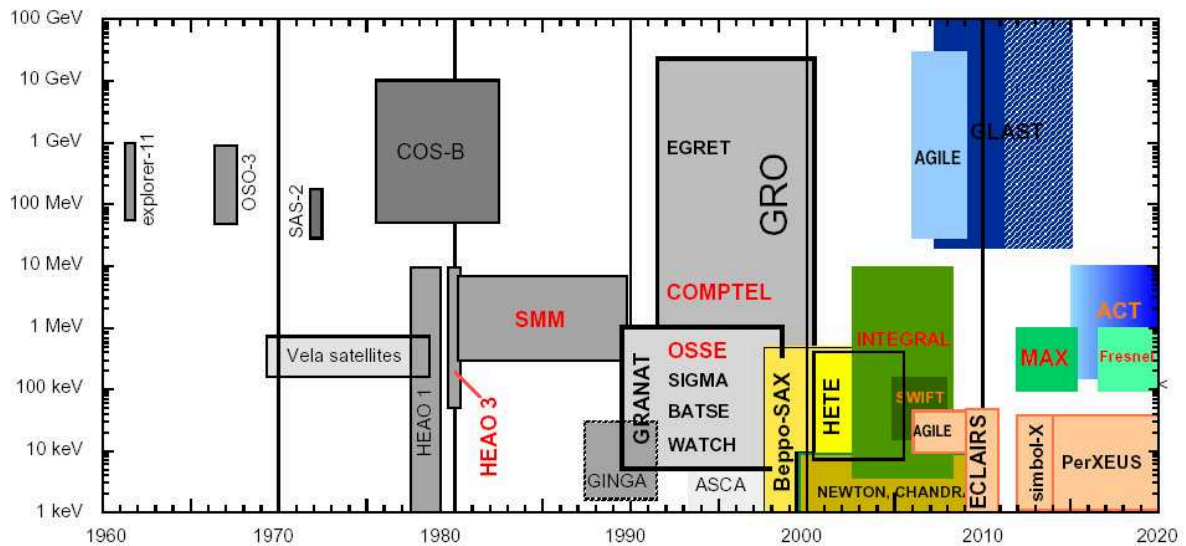 100 GeV
10 GeV
1 GeV
100 MeV
10 MeV
1 MeV
100 keV
10 keV
1 keV
explorer-11
OSO-3
SAS-2
COS-B
Vela satellites
HEAO 1
HEAO 3
SMM
EGRET
GRO
COMPTEL
OSSE
SIGMA
BATSE
WATCH
GRANAT
GINGA
ASCA
Beppo-SAX
HETE
INTEGRAL
SWIFT
AGILE
NEWTON, CHANDRA
AGILE
GLAST
ECLAIRS
ACT
MAX
Fresnel
simbol-X
PerXEUS
<
1960
1970
1980
1990
2000
2010
2020